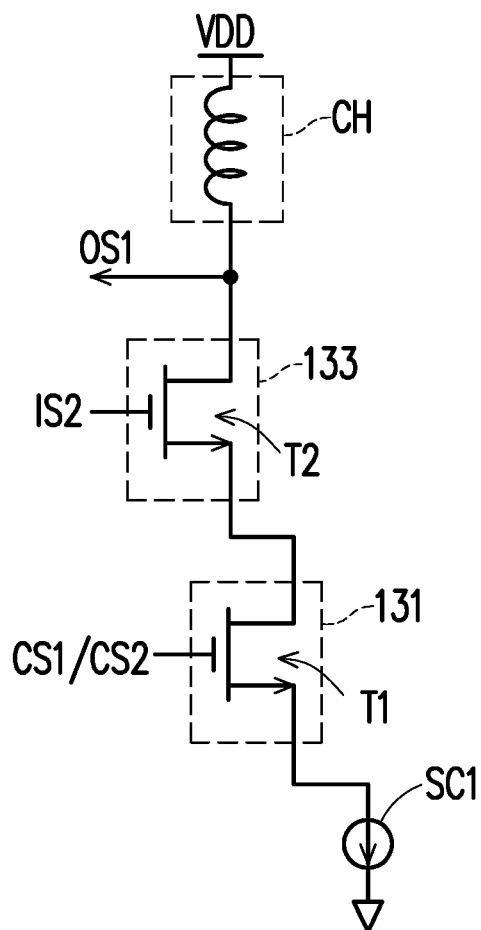 VDD
CH
OS1
133
IS2
T2
131
CS1/CS2
T1
SC1